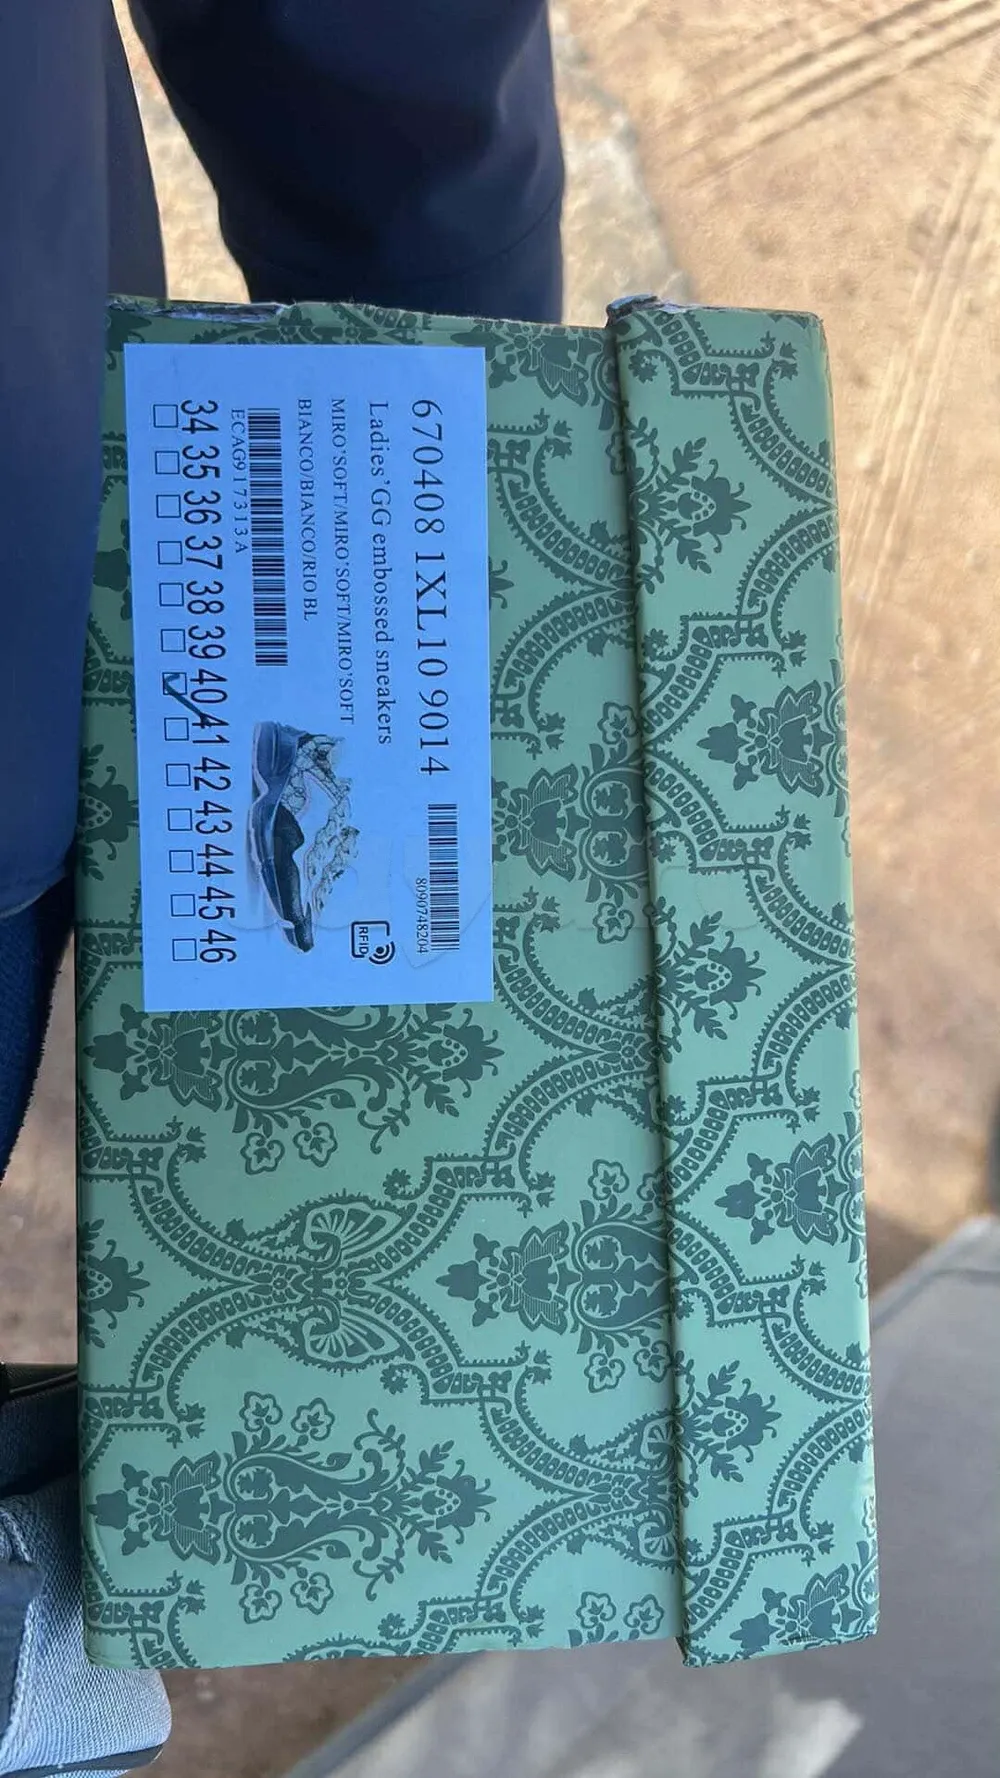 670408 1XL10 9014
8090748204
Ladies'GG embossed sneakers
MIRO'SOFT/MIRO'SOFT/MIRO'SOFT
BIANCO/BIANCO/RIO BL
RFID
ECAG917313A
34 35 36 37 38 39 40 41 42 43 44 45 46